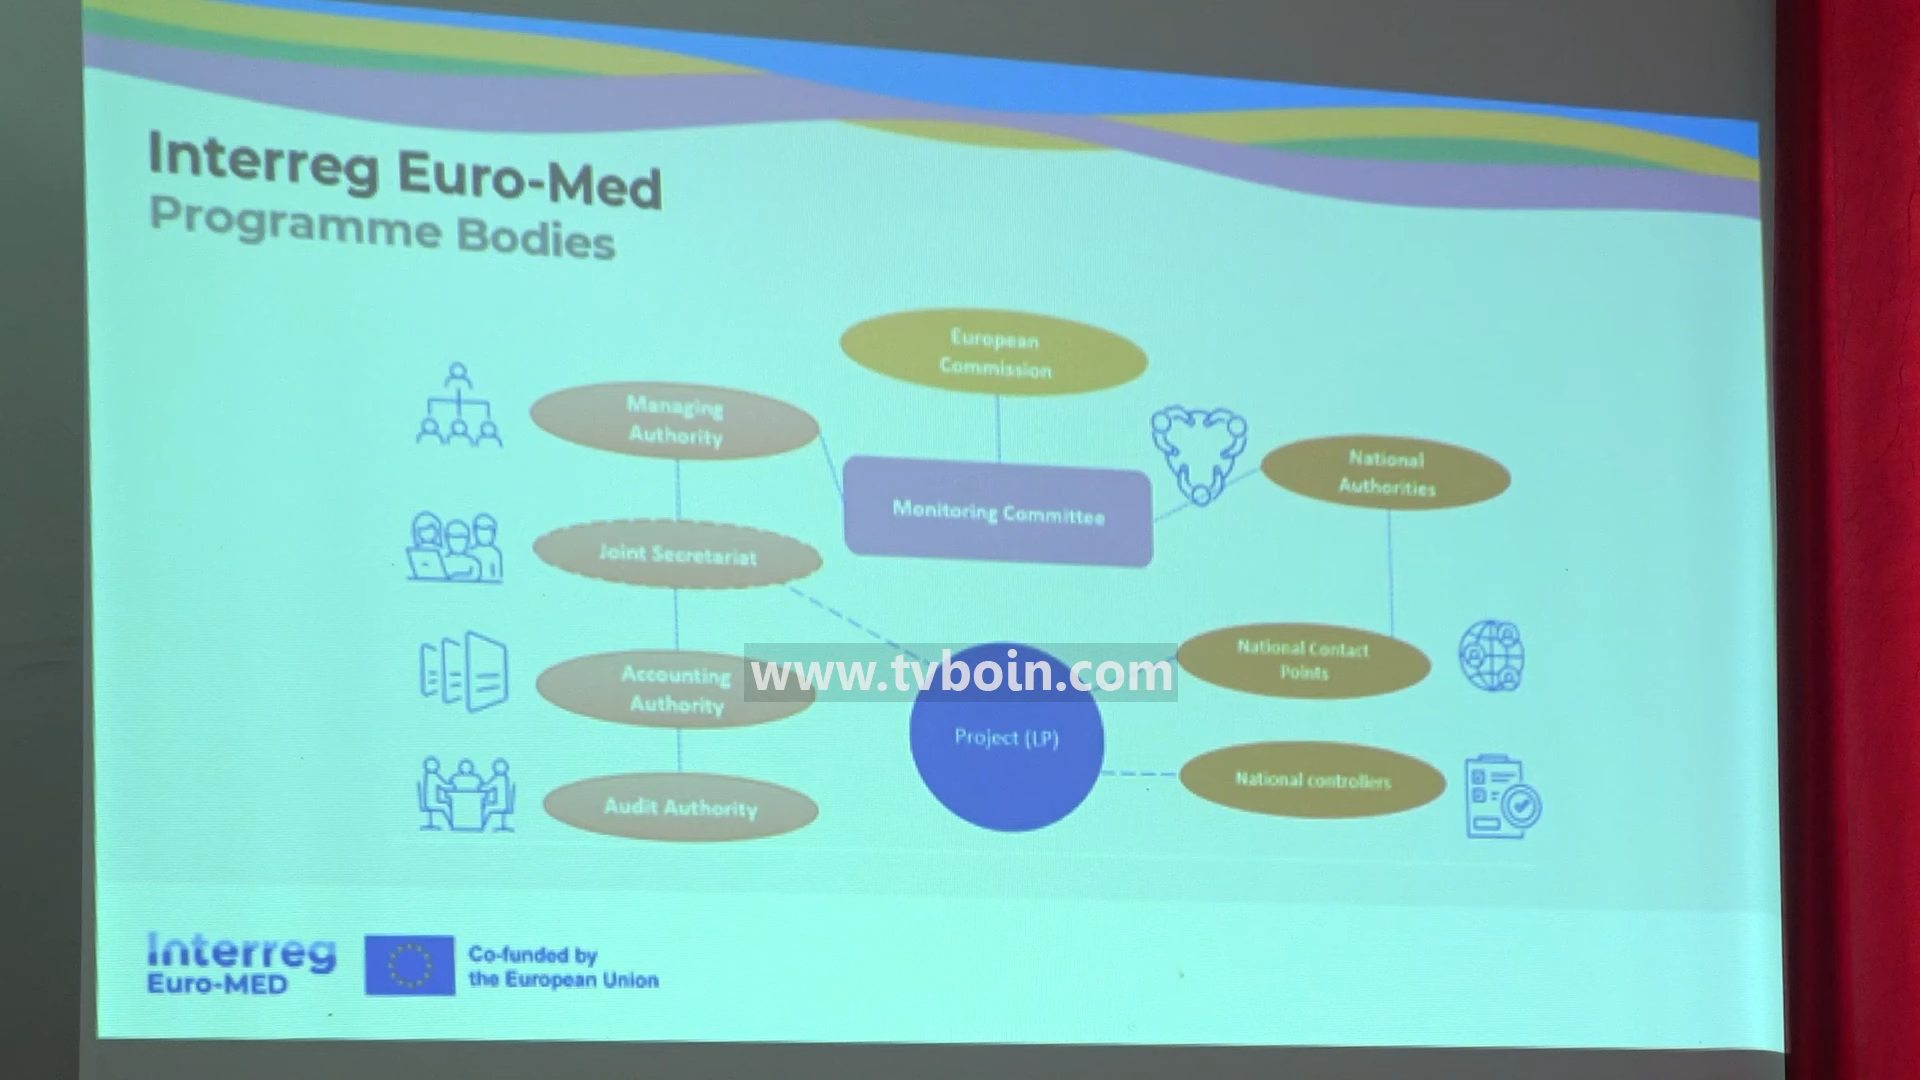 Interreg Euro-Med
Programme Bodies
European
Commission
Managing
Authority
National
Authorities
Monitoring Committee
Joint Secretariat
National Contact
Points
Accounting
Authority
www.tvboin.com
Project (LP)
National controllers
Audit Authority
Interreg
Euro-MED
Co-funded by
the European Union